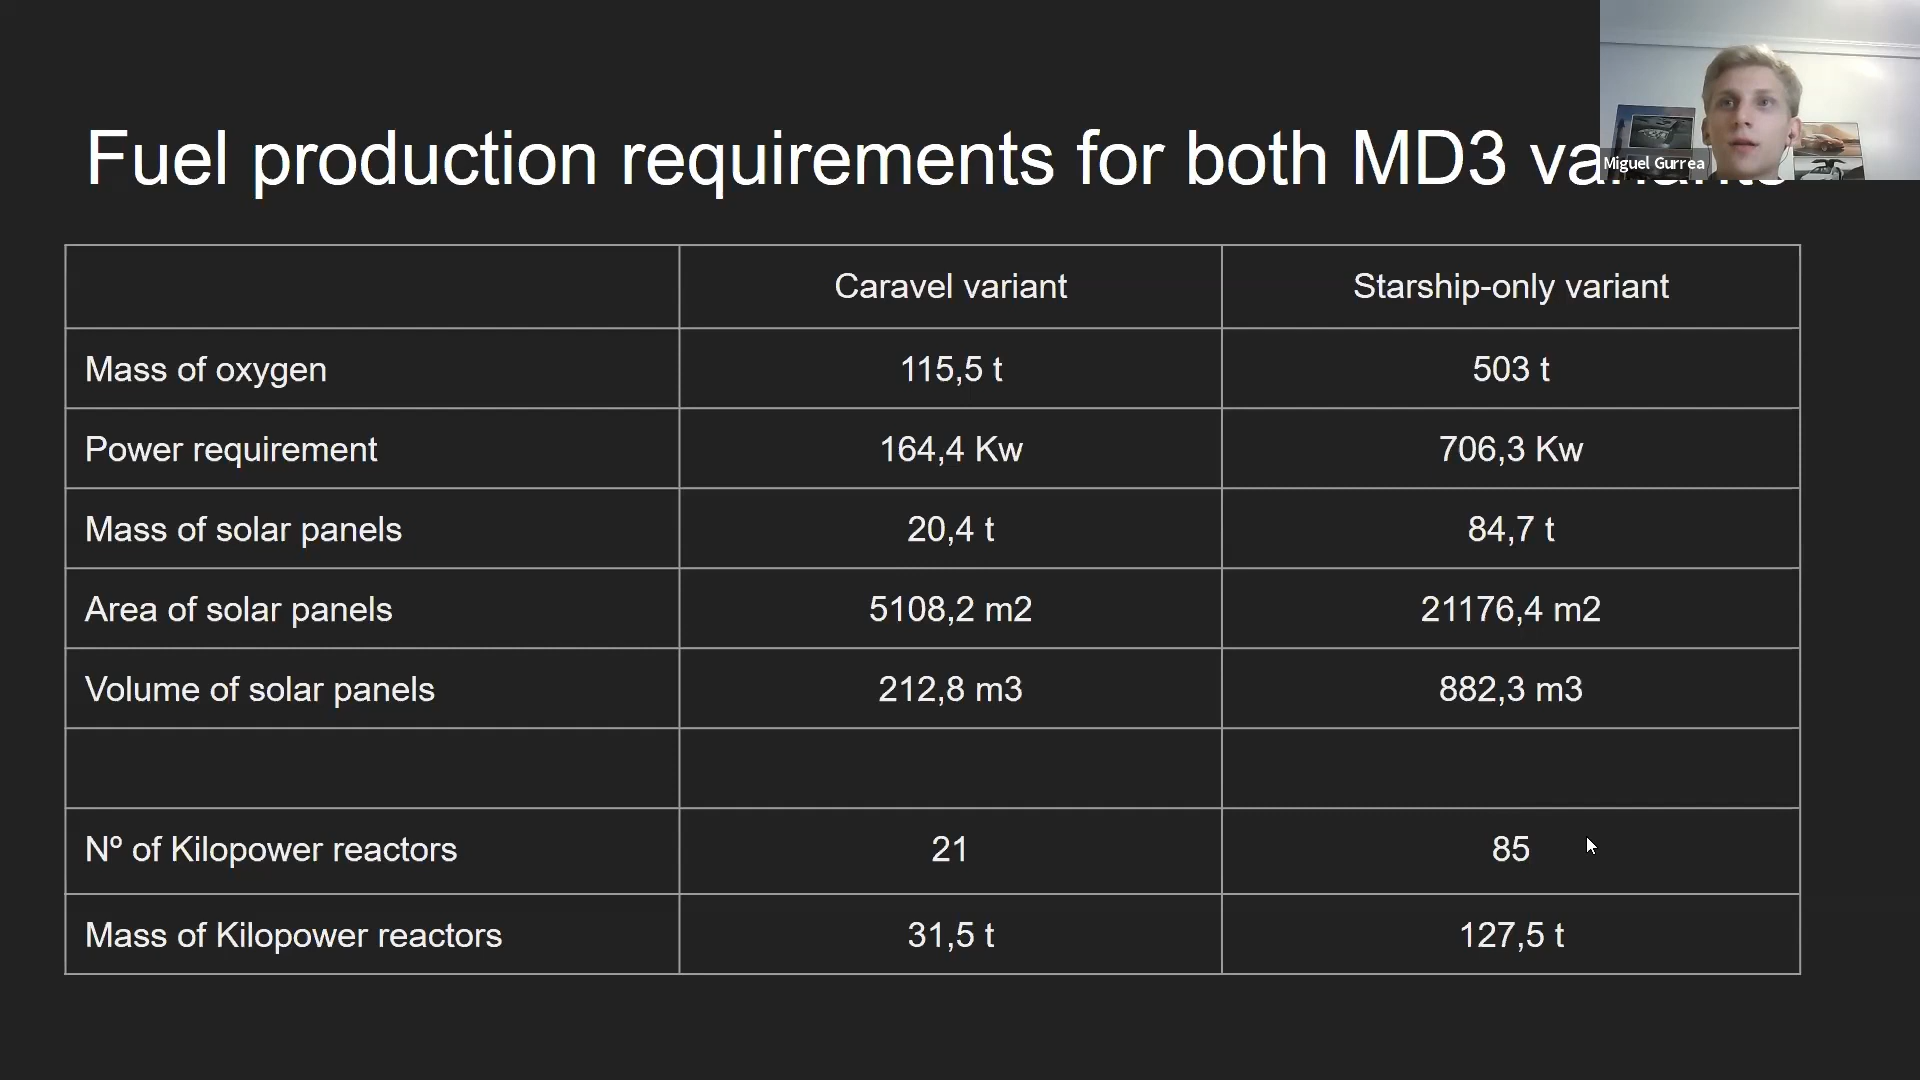 Fuel production requirements for both MD3
Miguel Gurrea
Caravel variant
Starship-only variant
Mass of oxygen
115,5 t
503 t
Power requirement
164,4 Kw
706,3 Kw
Mass of solar panels
20,4 t
84,7 t
Area of solar panels
5108,2 m2
21176,4 m2
Volume of solar panels
212,8 m3
882,3 m3
Nº of Kilopower reactors
21
85
Mass of Kilopower reactors
31,5 t
127,5 t